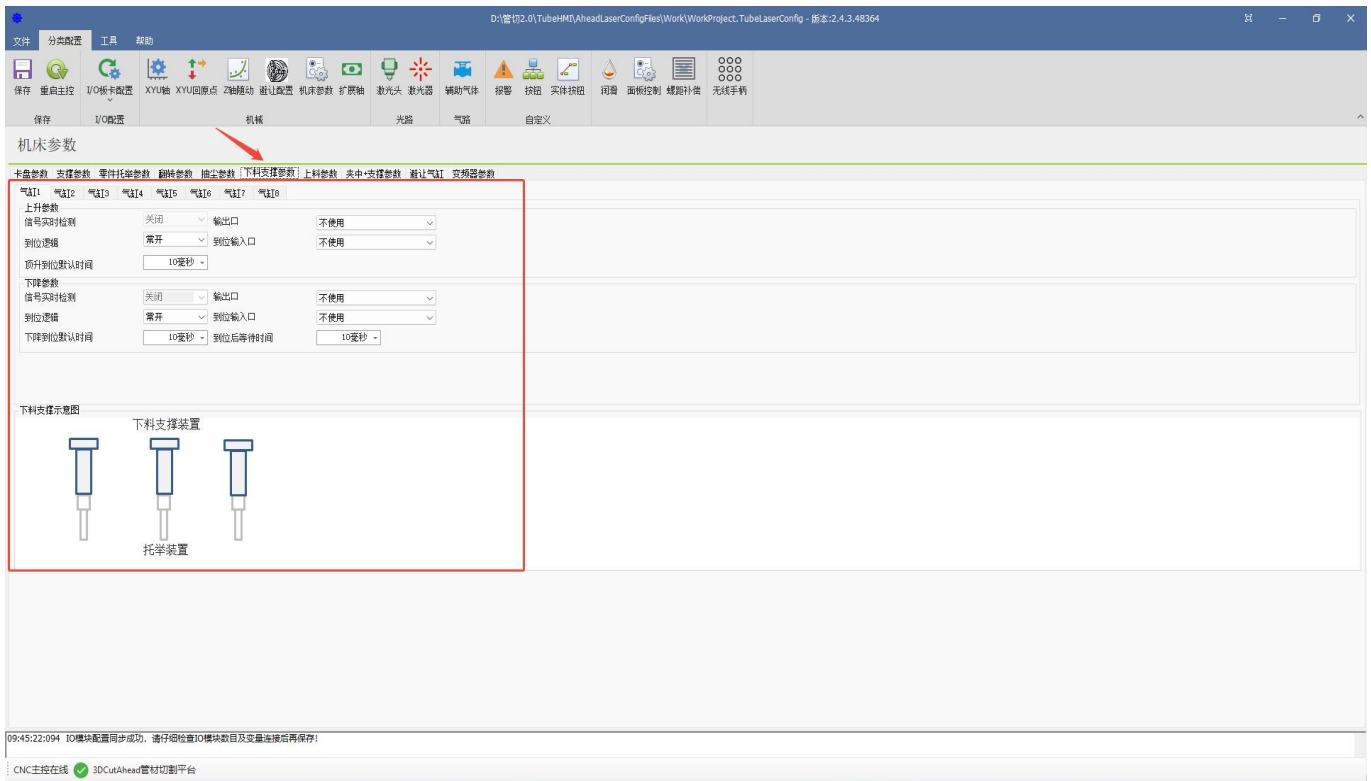 D:\管切2.0\TubeHMI\AheadLaserConfigFiles\Work\WorkProject.TubeLaserConfig - 版本:2.4.3.48364
文件 分类配置 工具 帮助
保存 重启主控 I/O板卡配置 XYU轴 XYU回原点 Z轴随动 避让配置 机床参数 扩展轴 激光头 激光器 辅助气体 报警 按钮 实体按钮 润滑 面板控制 螺距补偿 无线手柄
保存 I/O配置 机械 光路 气路 自定义
机床参数
卡盘参数 支撑参数 零件托举参数 翻转参数 抽尘参数 下料支撑参数 上料参数 夹中+支撑参数 避让气缸 变频器参数
气缸1 气缸2 气缸3 气缸4 气缸5 气缸6 气缸7 气缸8
上升参数
信号实时检测 关闭 输出口 不使用
到位逻辑 常开 到位输入口 不使用
顶升到位默认时间 10毫秒
下降参数
信号实时检测 关闭 输出口 不使用
到位逻辑 常开 到位输入口 不使用
下降到位默认时间 10毫秒 到位后等待时间 10毫秒
下料支撑示意图
下料支撑装置
托举装置
09:45:22:094 IO模块配置同步成功，请仔细检查IO模块数目及变量连接后再保存!
CNC主控在线 3DCutAhead管材切割平台